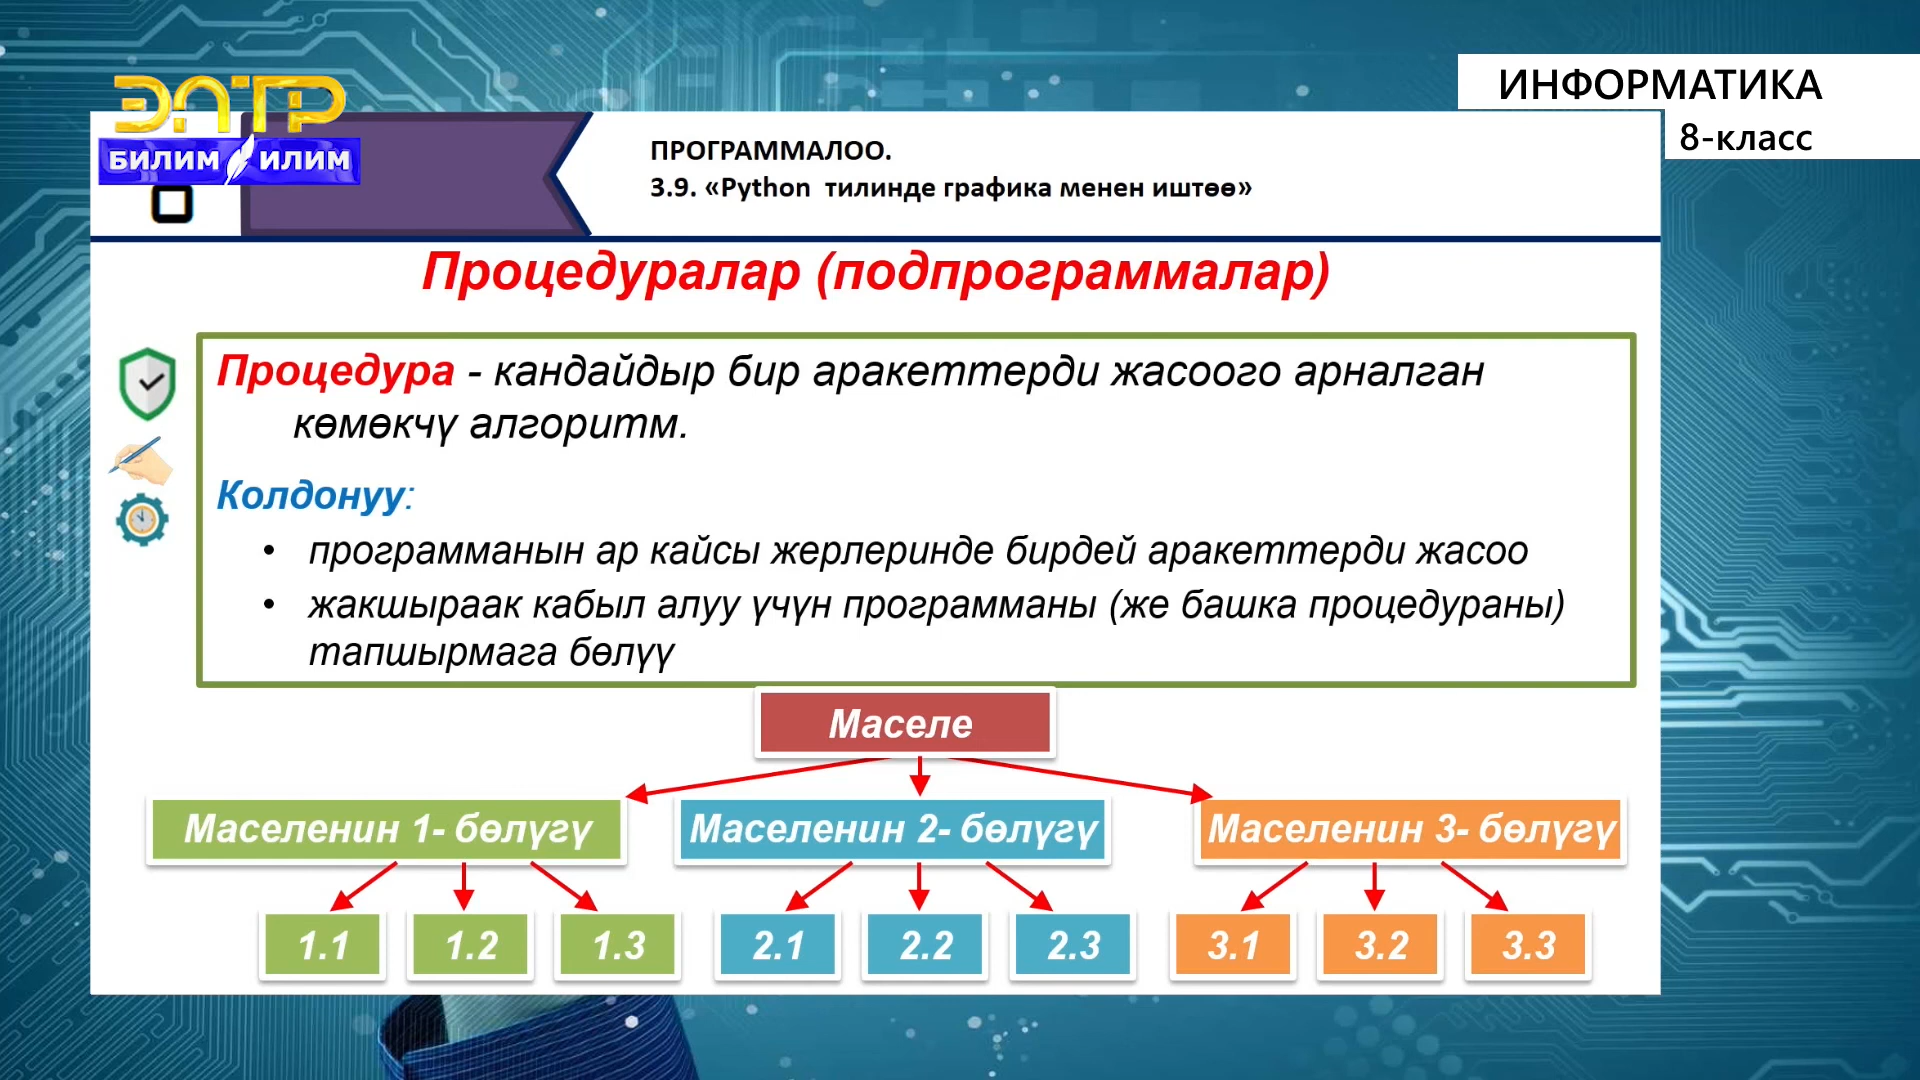 ЭЛТР
БИЛИМ ИЛИМ
ИНФОРМАТИКА
8-класс
ПРОГРАММАЛОО.
3.9. «Python тилинде графика менен иштөө»
Процедуралар (подпрограммалар)
Процедура - кандайдыр бир аракеттерди жасоого арналган
көмөкчү алгоритм.
Колдонуу:
• программанын ар кайсы жерлеринде бирдей аракеттерди жасоо
• жакшыраак кабыл алуу үчүн программаны (же башка процедураны)
тапшырмага бөлүү
Маселе
Маселенин 1- бөлүгү
Маселенин 2- бөлүгү
Маселенин 3- бөлүгү
1.1
1.2
1.3
2.1
2.2
2.3
3.1
3.2
3.3